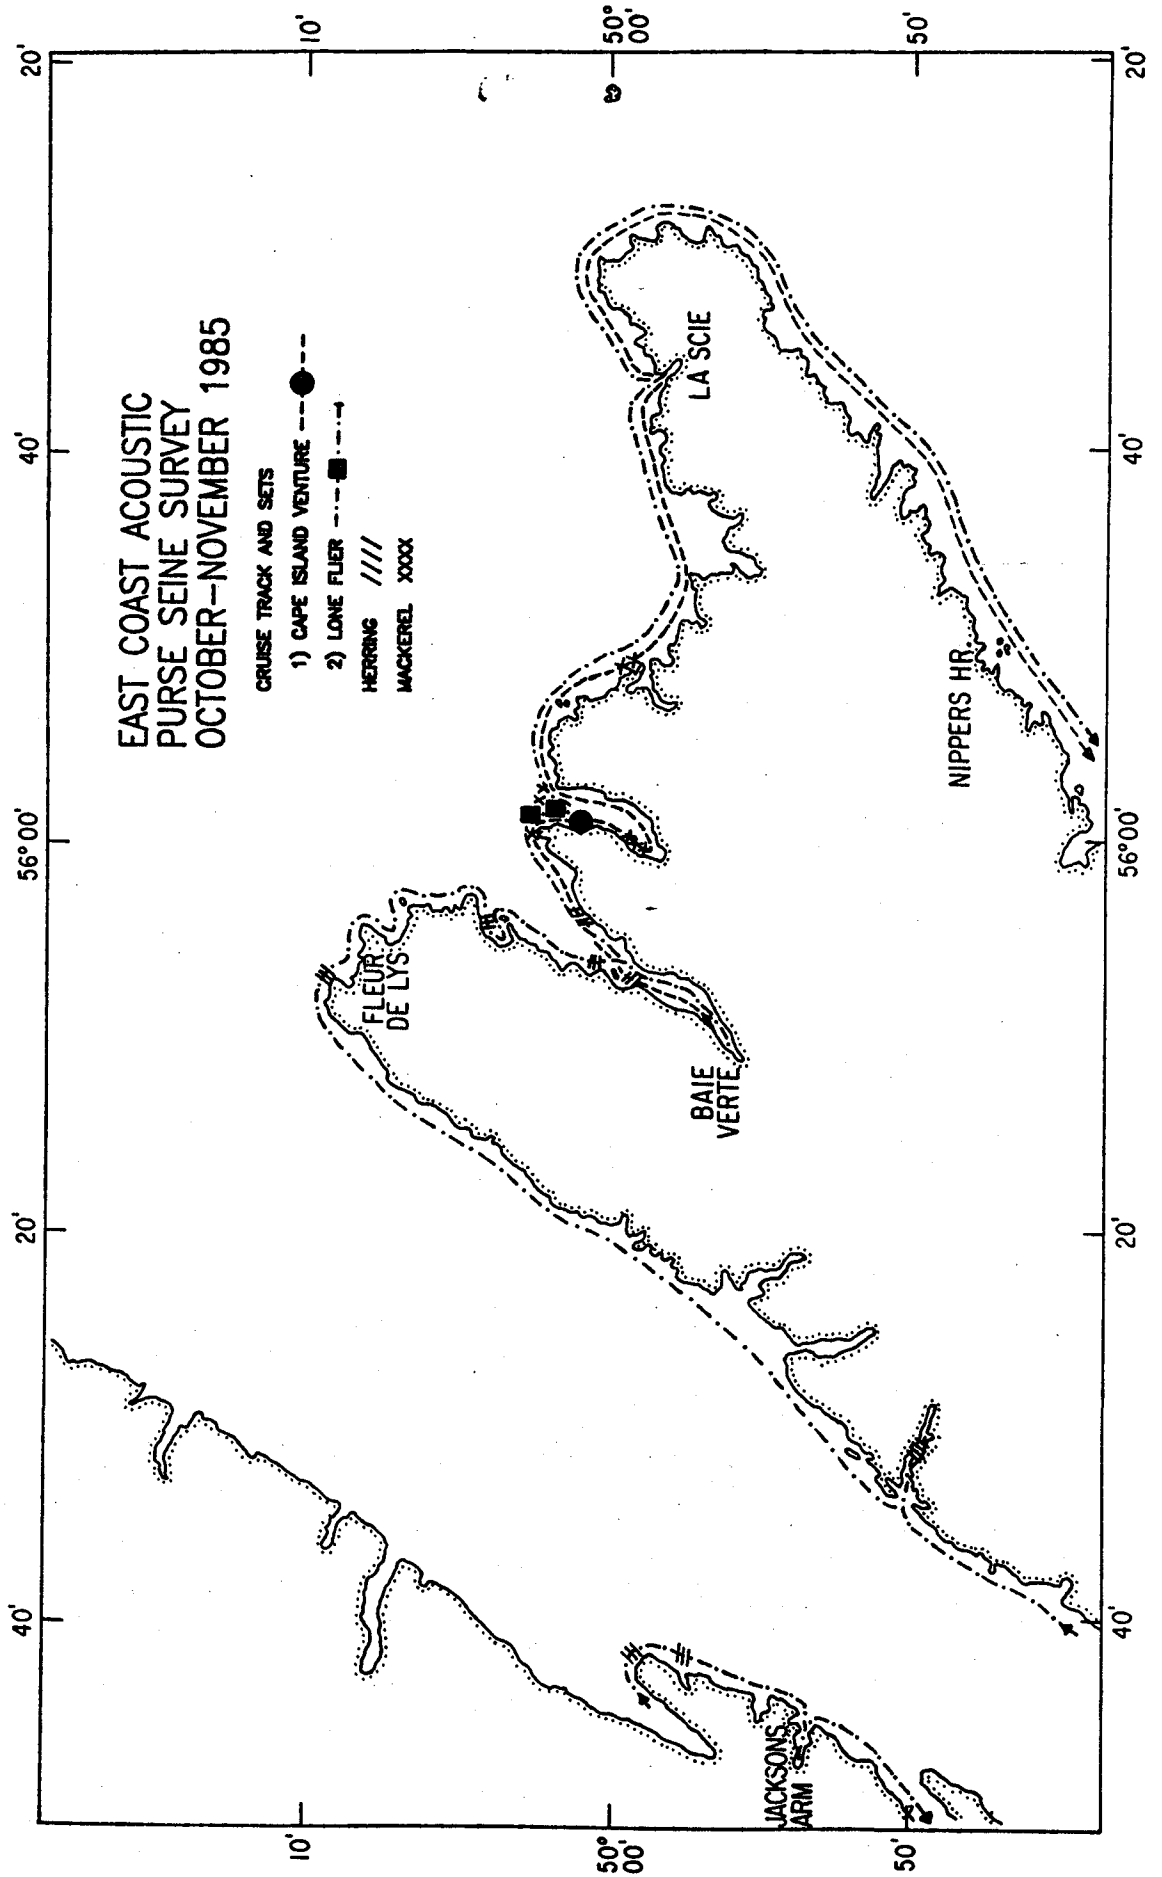 EAST COAST ACOUSTIC
PURSE SEINE SURVEY
OCTOBER-NOVEMBER 1985
CRUISE TRACK AND SETS
1) CAPE ISLAND VENTURE
2) LONE FLIER
HERRING ////
MACKEREL XXXX
40'
20'
56° 00'
40'
20'
10'
50° 00'
50'
10'
50° 00'
50'
40'
20'
56° 00'
40'
20'
FLEUR
DE LYS
BAIE
VERTE
LA SCIE
NIPPERS HR.
JACKSONS
ARM